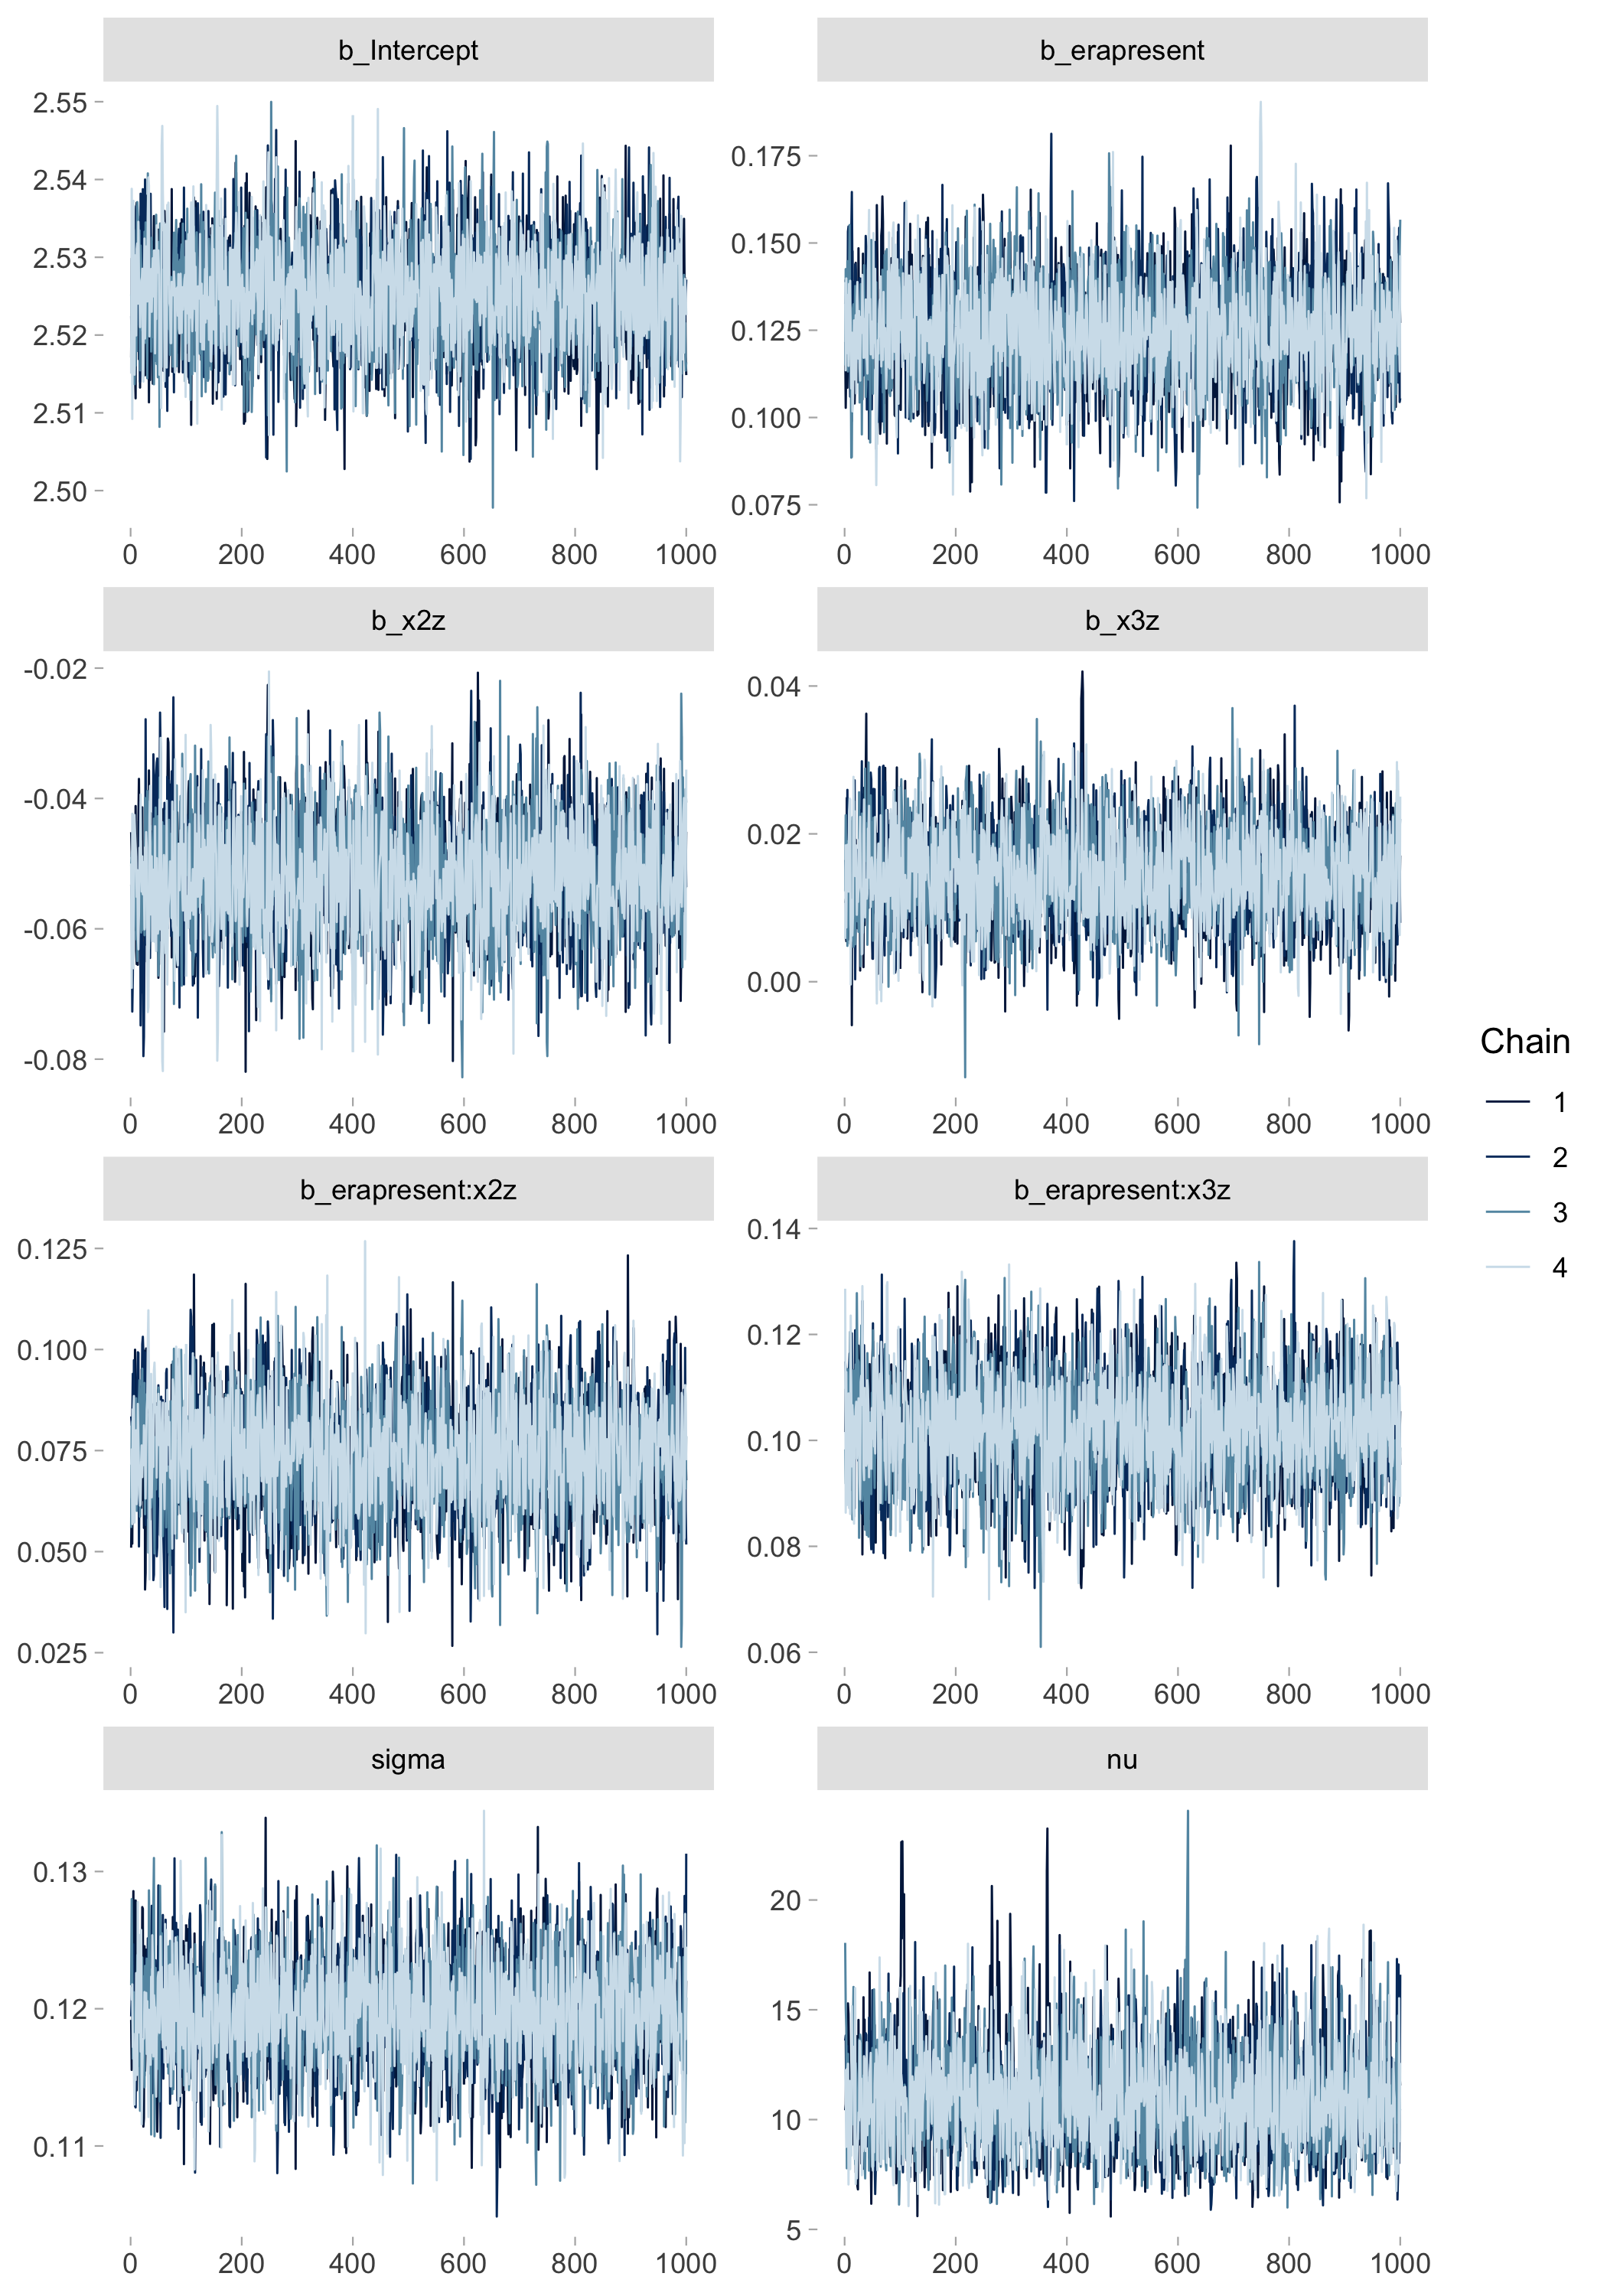 b_Intercept
2.55
2.54
2.53
2.52
2.51
2.50
0 200 400 600 800 1000
b_erapresent
0.175
0.150
0.125
0.100
0.075
0 200 400 600 800 1000
b_x2z
-0.02
-0.04
-0.06
-0.08
0 200 400 600 800 1000
b_x3z
0.04
0.02
0.00
0 200 400 600 800 1000
b_erapresent:x2z
0.125
0.100
0.075
0.050
0.025
0 200 400 600 800 1000
b_erapresent:x3z
0.14
0.12
0.10
0.08
0.06
0 200 400 600 800 1000
sigma
0.13
0.12
0.11
0 200 400 600 800 1000
nu
20
15
10
5
0 200 400 600 800 1000
Chain
1
2
3
4